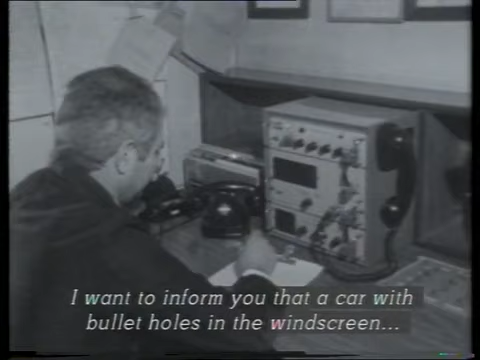 I want to inform you that a car with
bullet holes in the windscreen...